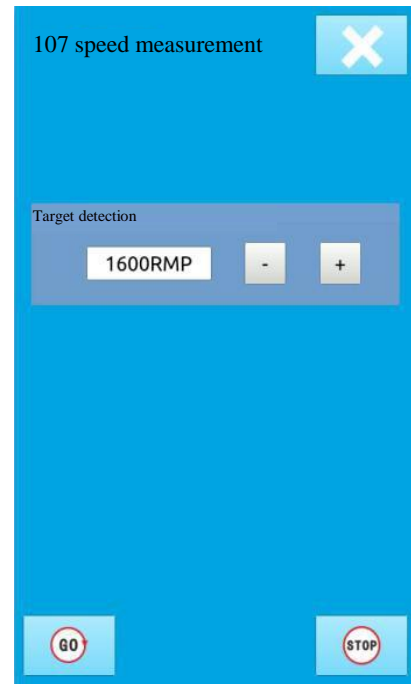 107 speed measurement
Target detection
1600RMP - +
GO STOP